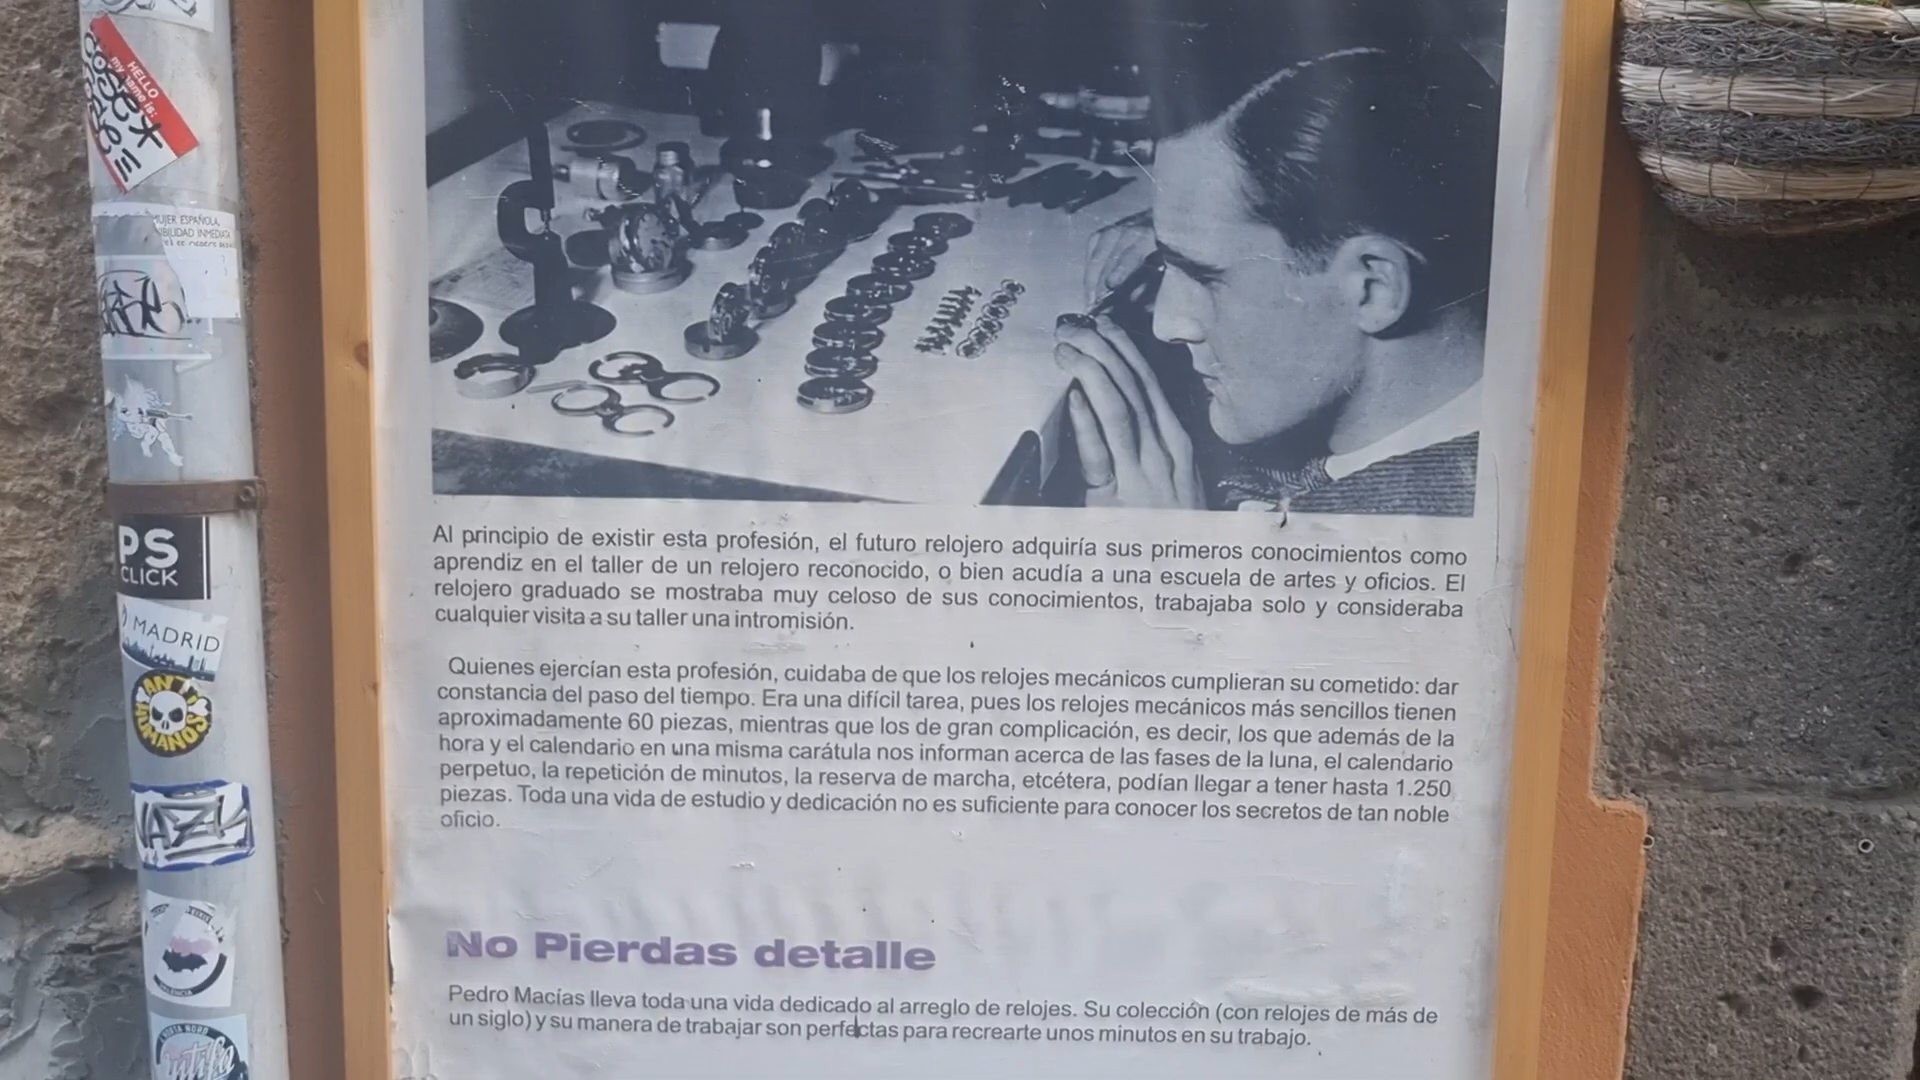 HELLO
my name is:
MUJER ESPAÑOLA,
PS
CLICK
MADRID
ANTI
HUMANOS
Al principio de existir esta profesión, el futuro relojero adquiría sus primeros conocimientos como
aprendiz en el taller de un relojero reconocido, o bien acudía a una escuela de artes y oficios. El
relojero graduado se mostraba muy celoso de sus conocimientos, trabajaba solo y consideraba
cualquier visita a su taller una intromisión.
Quienes ejercían esta profesión, cuidaba de que los relojes mecánicos cumplieran su cometido: dar
constancia del paso del tiempo. Era una difícil tarea, pues los relojes mecánicos más sencillos tienen
aproximadamente 60 piezas, mientras que los de gran complicación, es decir, los que además de la
hora y el calendario en una misma carátula nos informan acerca de las fases de la luna, el calendario
perpetuo, la repetición de minutos, la reserva de marcha, etcétera, podían llegar a tener hasta 1.250
piezas. Toda una vida de estudio y dedicación no es suficiente para conocer los secretos de tan noble
oficio.
No Pierdas detalle
Pedro Macías lleva toda una vida dedicado al arreglo de relojes. Su colección (con relojes de más de
un siglo) y su manera de trabajar son perfectas para recrearte unos minutos en su trabajo.